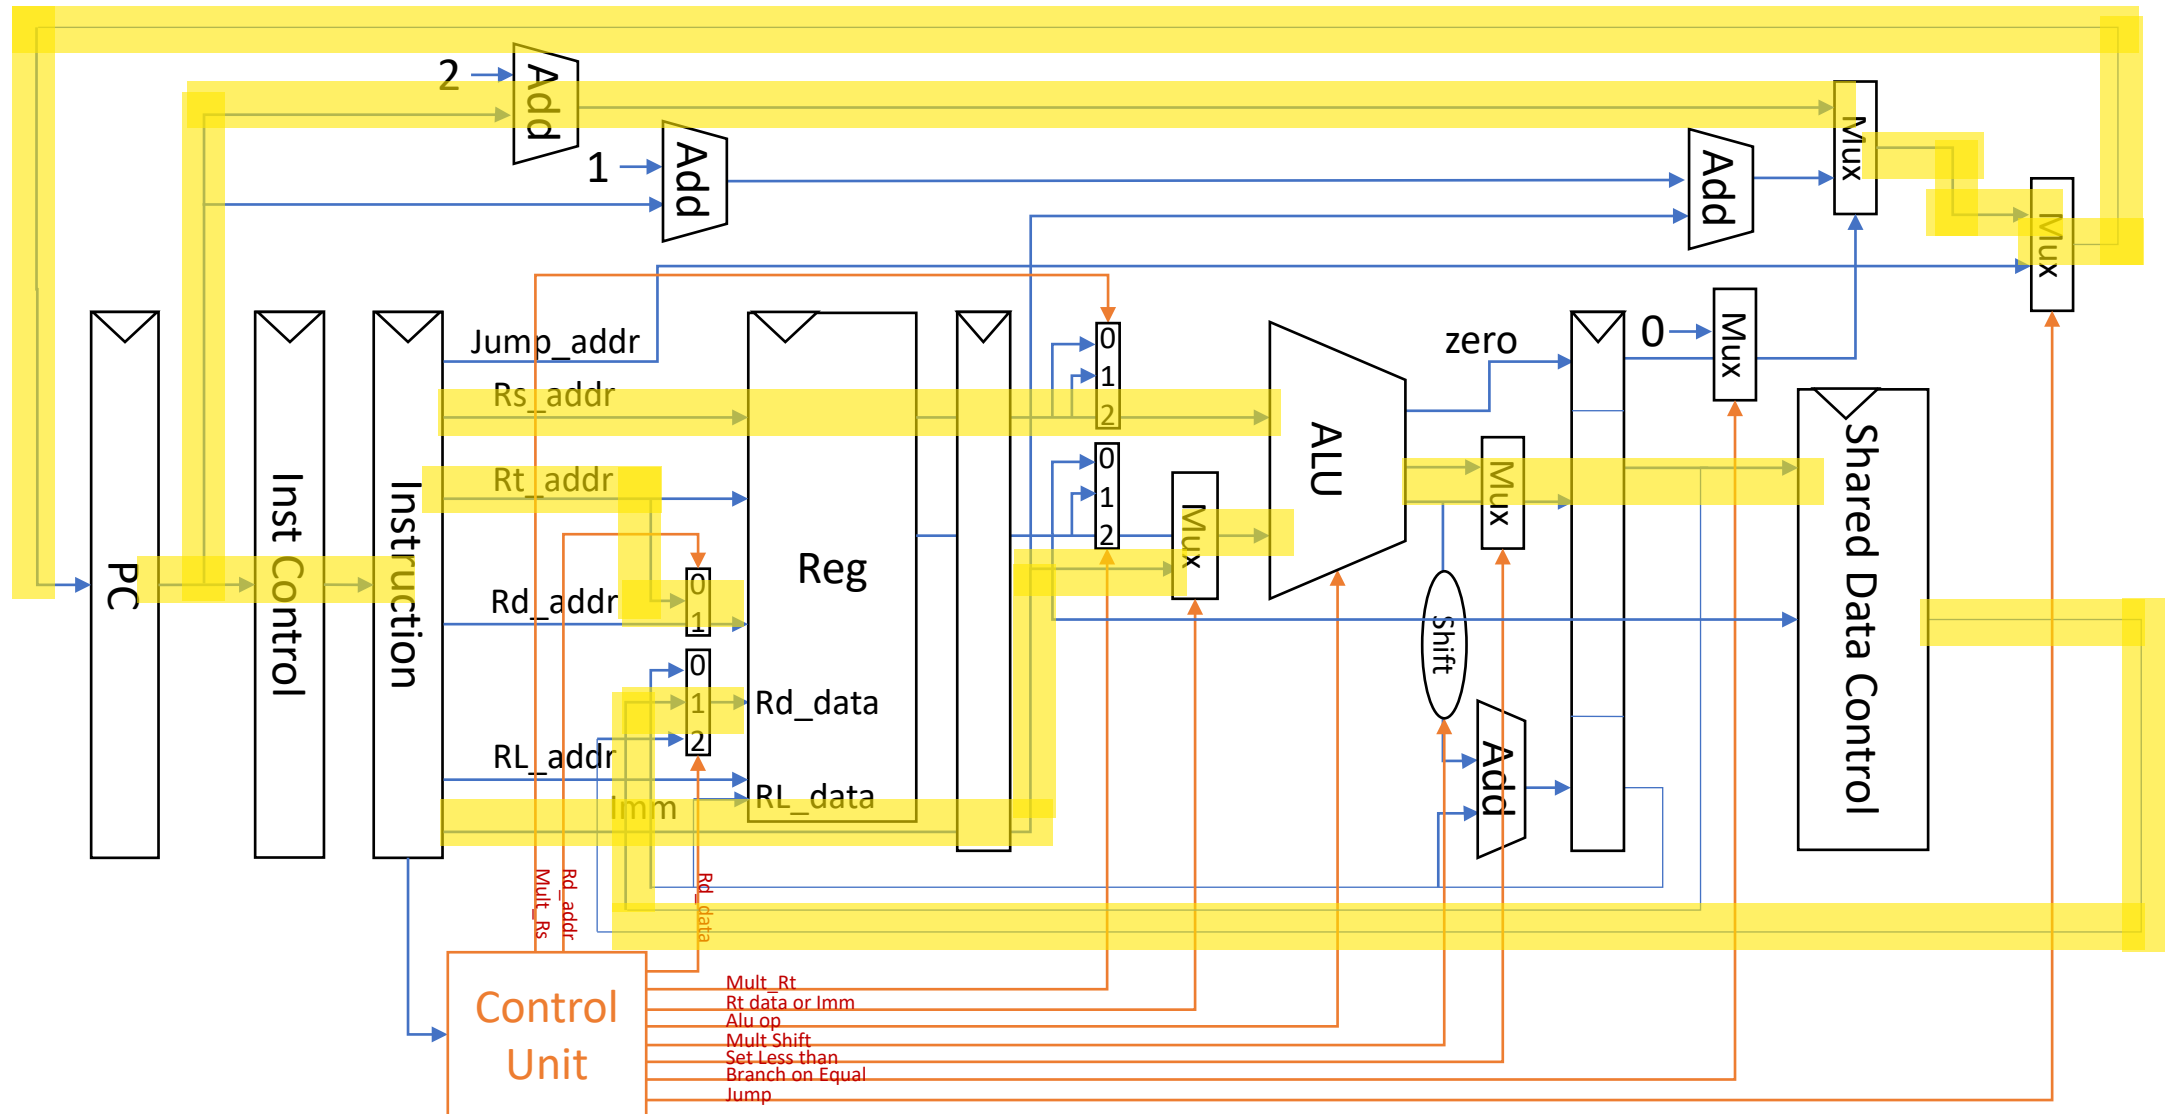 2
Add
1
Add
Add
Mux
Mux
Jump_addr
Rs_addr
Rt_addr
Rd_addr
RL_addr
Imm
PC
Inst Control
Instruction
0
1
0
1
2
Reg
Rd_data
RL_data
0
1
2
0
1
2
Mux
ALU
zero
Mux
Shift
Add
0
Mux
Shared Data Control
Mult_Rs
Rd_addr
Rd_data
Control
Unit
Mult_Rt
Rt data or Imm
Alu op
Mult Shift
Set Less than
Branch on Equal
Jump